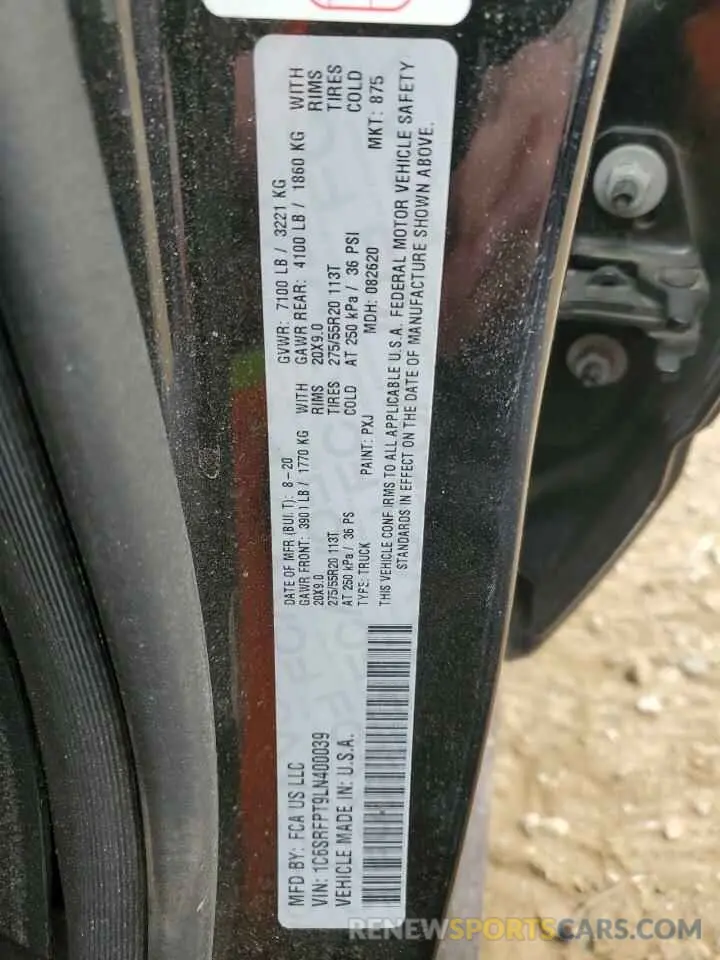 MFD BY: FCA US LLC
VIN: 1C6SRFPT9LN400039
VEHICLE MADE IN: U.S.A.
DATE OF MFR (BUILT): 8-20
GAWR FRONT: 3901 LB / 1770 KG WITH
20X9.0 RIMS
275/55R20 113T TIRES
AT 250 kPa / 36 PS COLD
TYPE: TRUCK PAINT: PXJ
GVWR: 7100 LB / 3221 KG
GAWR REAR: 4100 LB / 1860 KG WITH
20X9.0 RIMS
275/55R20 113T TIRES
AT 250 kPa / 36 PSI COLD
MDH: 082620 MKT: 875
THIS VEHICLE CONFIRMS TO ALL APPLICABLE U.S.A. FEDERAL MOTOR VEHICLE SAFETY
STANDARDS IN EFFECT ON THE DATE OF MANUFACTURE SHOWN ABOVE.
RENEWSPORTSCAR.COM